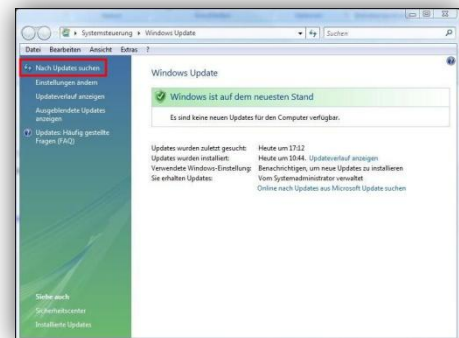 Systemsteuerung Windows Update
Suchen
Datei Bearbeiten Ansicht Extras ?
Nach Updates suchen
Einstellungen ändern
Updateverlauf anzeigen
Ausgeblendete Updates
anzeigen
Updates: Häufig gestellte
Fragen (FAQ)
Siehe auch
Sicherheitscenter
Installierte Updates
Windows Update
Windows ist auf dem neuesten Stand
Es sind keine neuen Updates für den Computer verfügbar.
Updates wurden zuletzt gesucht: Heute um 17:12
Updates wurden installiert: Heute um 10:44. Updateverlauf anzeigen
Verwendete Windows-Einstellung: Benachrichtigen, um neue Updates zu installieren
Sie erhalten Updates: Vom Systemadministrator verwaltet
Online nach Updates aus Microsoft Update suchen